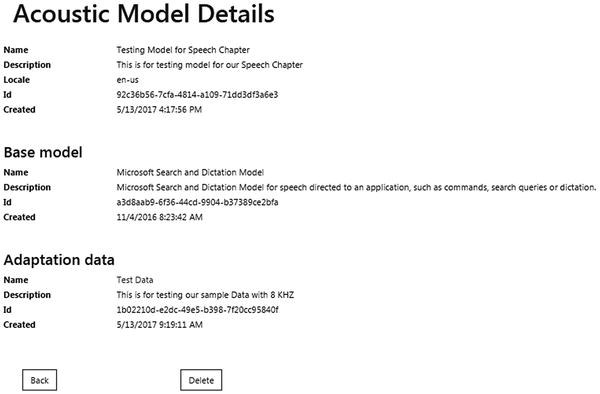 Acoustic Model Details
Name Testing Model for Speech Chapter
Description This is for testing model for our Speech Chapter
Locale en-us
Id 92c36b56-7cfa-4814-a109-71dd3df3a6e3
Created 5/13/2017 4:17:56 PM
Base model
Name Microsoft Search and Dictation Model
Description Microsoft Search and Dictation Model for speech directed to an application, such as commands, search queries or dictation.
Id a3d8aab9-6f36-44cd-9904-b37389ce2bfa
Created 11/4/2016 8:23:42 AM
Adaptation data
Name Test Data
Description This is for testing our sample Data with 8 KHZ
Id 1b02210d-e2dc-49e5-b398-7f20cc95840f
Created 5/13/2017 9:19:11 AM
Back Delete